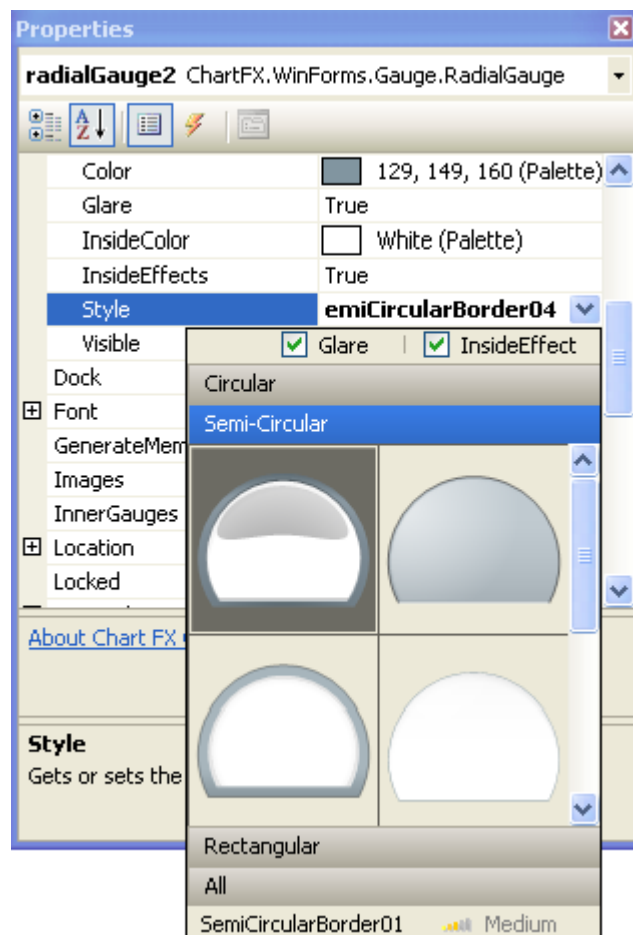 Properties
radialGauge2 ChartFX.WinForms.Gauge.RadialGauge
Color 129, 149, 160 (Palette)
Glare True
InsideColor White (Palette)
InsideEffects True
Style emiCircularBorder04
Visible Glare InsideEffect
Dock Circular
Font Semi-Circular
GenerateMem
Images
InnerGauges
Location
Locked
About Chart FX
Style
Gets or sets the
Rectangular
All
SemiCircularBorder01 Medium